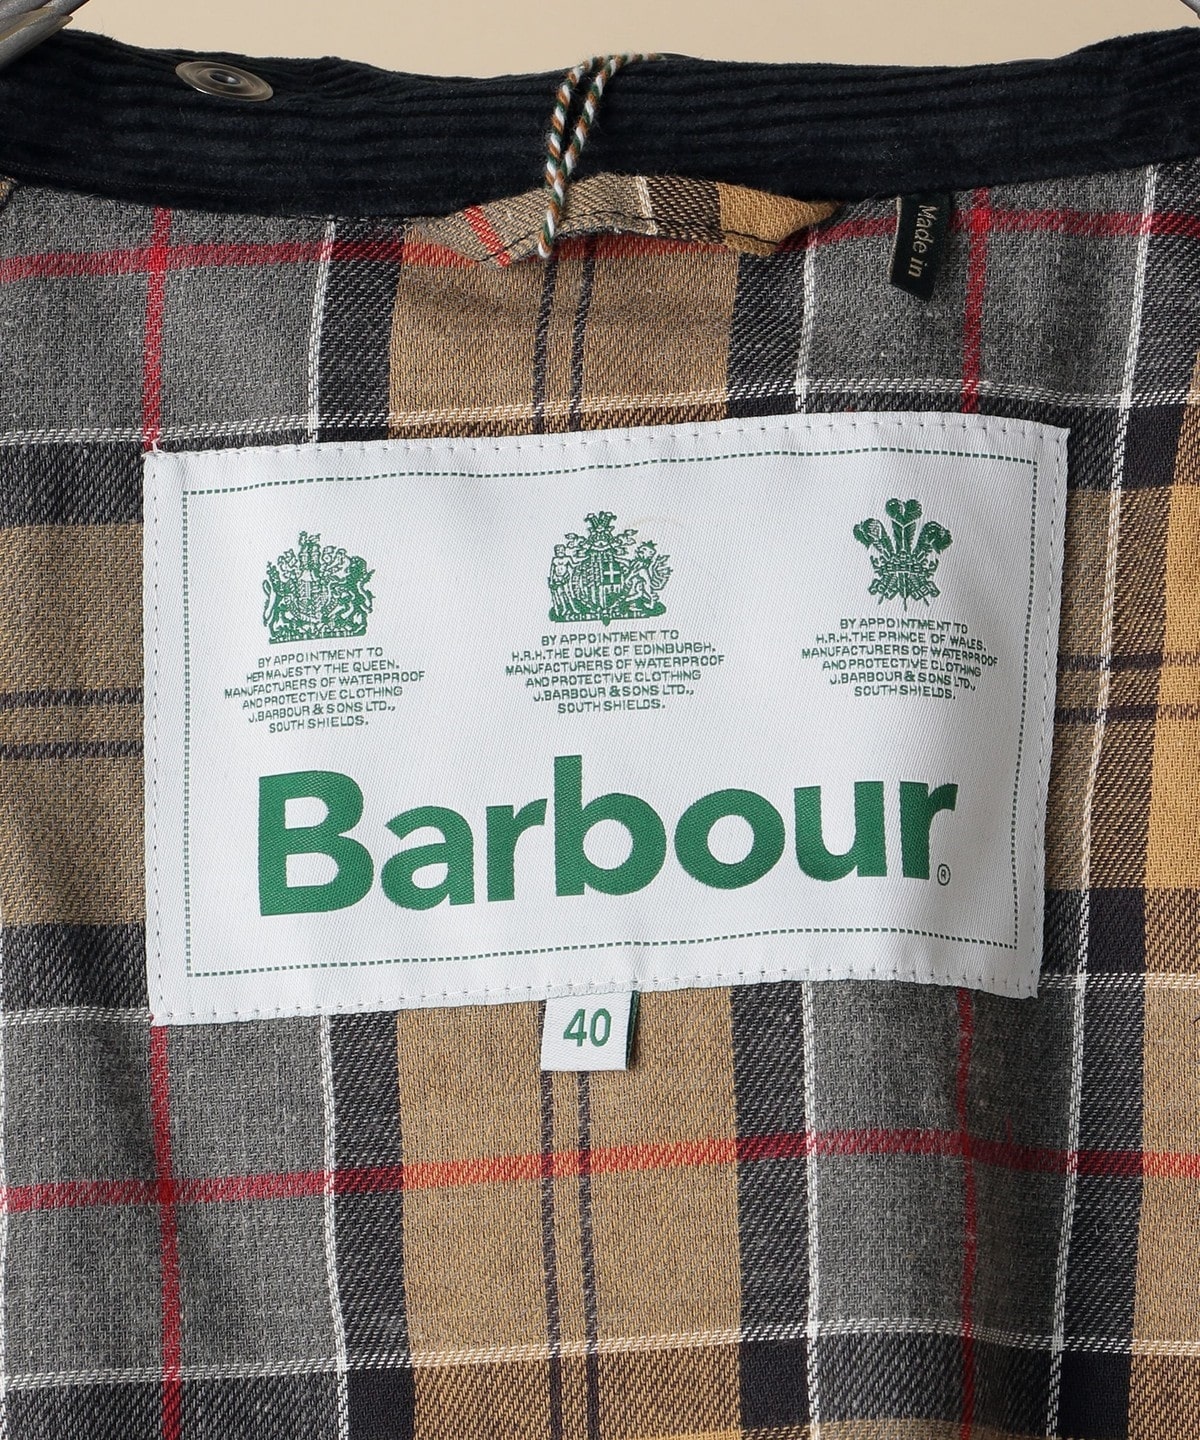 Made in
BY APPOINTMENT TO
HER MAJESTY THE QUEEN.
MANUFACTURERS OF WATERPROOF
AND PROTECTIVE CLOTHING
J.BARBOUR & SONS LTD.,
SOUTH SHIELDS.
BY APPOINTMENT TO
H.R.H. THE DUKE OF EDINBURGH.
MANUFACTURERS OF WATERPROOF
AND PROTECTIVE CLOTHING
J.BARBOUR & SONS LTD.,
SOUTH SHIELDS.
BY APPOINTMENT TO
H.R.H. THE PRINCE OF WALES.
MANUFACTURERS OF WATERPROOF
AND PROTECTIVE CLOTHING
J.BARBOUR & SONS LTD.,
SOUTH SHIELDS.
Barbour®
40